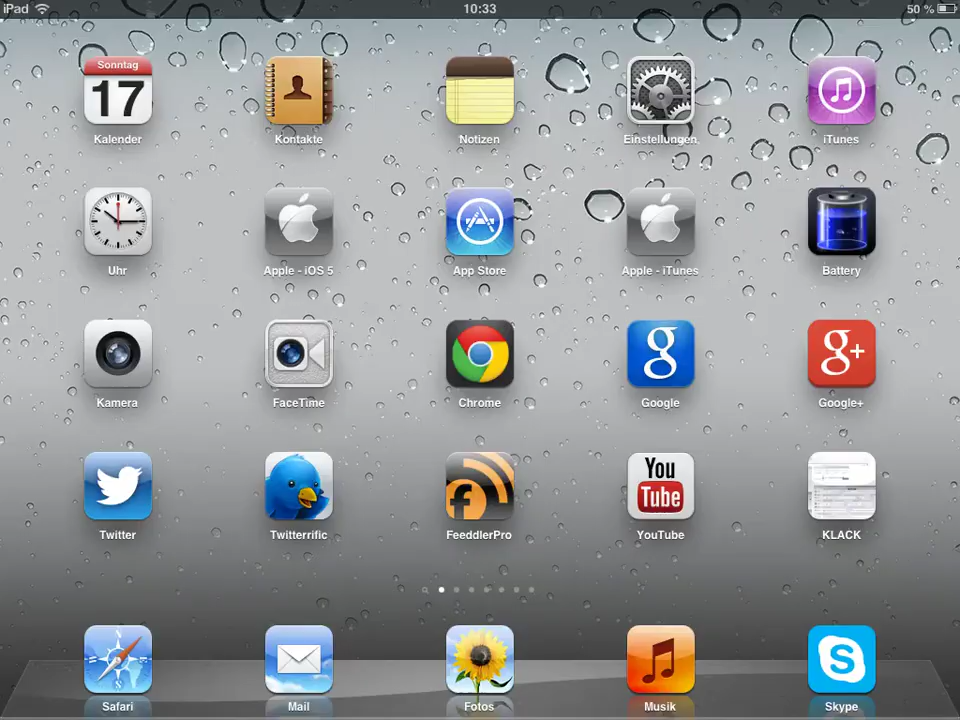 iPad 10:33 50 %
Sonntag
17
Kalender Kontakte Notizen Einstellungen iTunes
Uhr Apple - iOS 5 App Store Apple - iTunes Battery
g g+
Kamera FaceTime Chrome Google Google+
f You
Tube
Twitter Twitterrific FeeddlerPro YouTube KLACK
N
S
Safari Mail Fotos Musik Skype